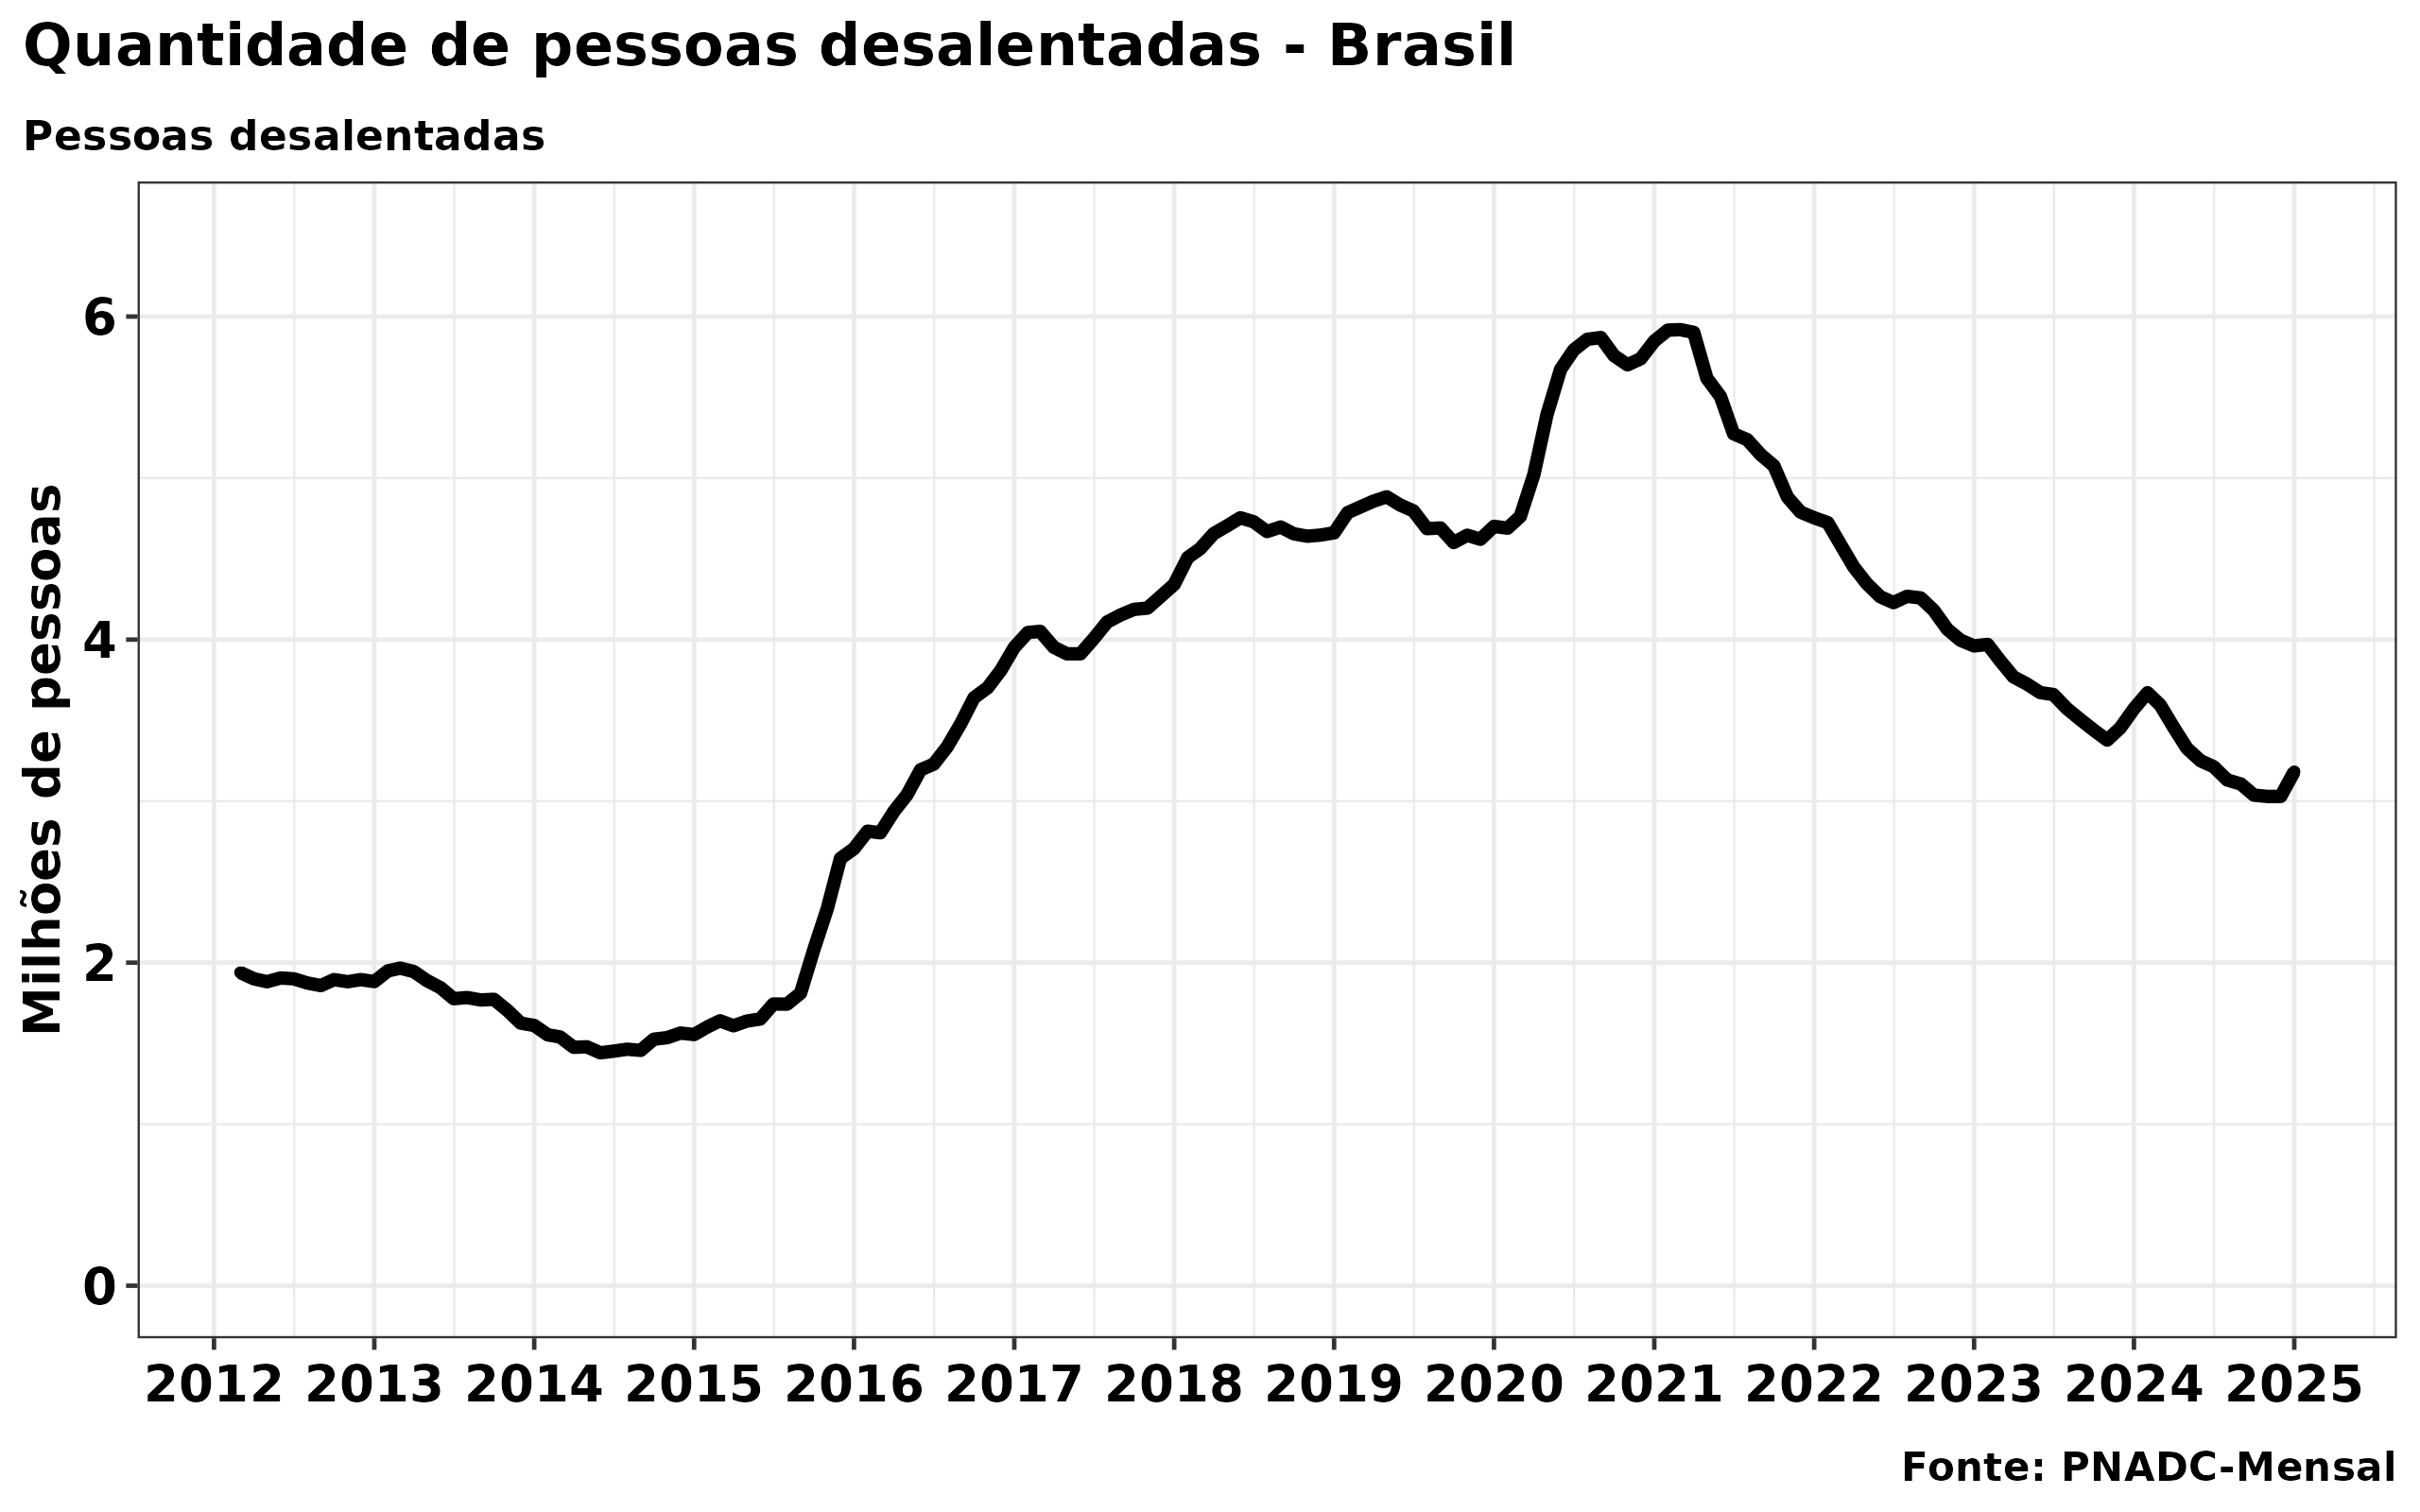 Quantidade de pessoas desalentadas - Brasil
Pessoas desalentadas
Milhões de pessoas
6
4
2
0
2012 2013 2014 2015 2016 2017 2018 2019 2020 2021 2022 2023 2024 2025
Fonte: PNADC-Mensal